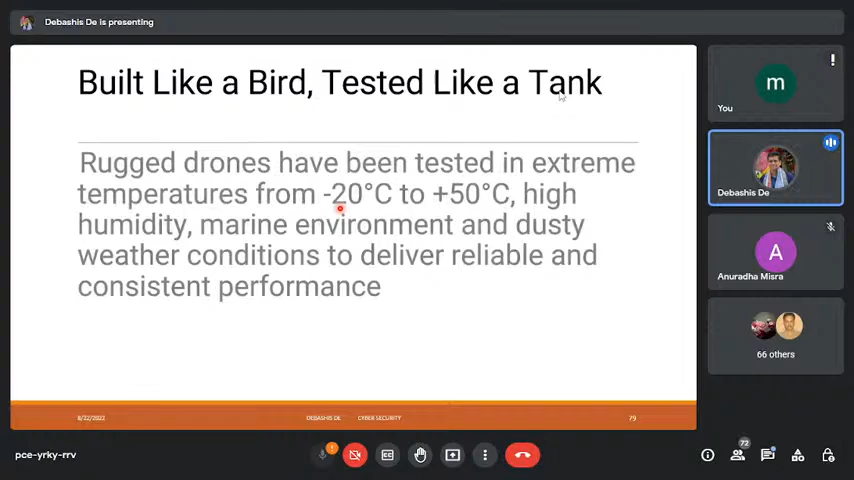 Debashis De is presenting
Built Like a Bird, Tested Like a Tank
Rugged drones have been tested in extreme
temperatures from -20°C to +50°C, high
humidity, marine environment and dusty
weather conditions to deliver reliable and
consistent performance
8/22/2022
DEBASHIS DE
CYBER SECURITY
79
m
You
Debashis De
A
Anuradha Misra
66 others
pce-yrky-rrv
72